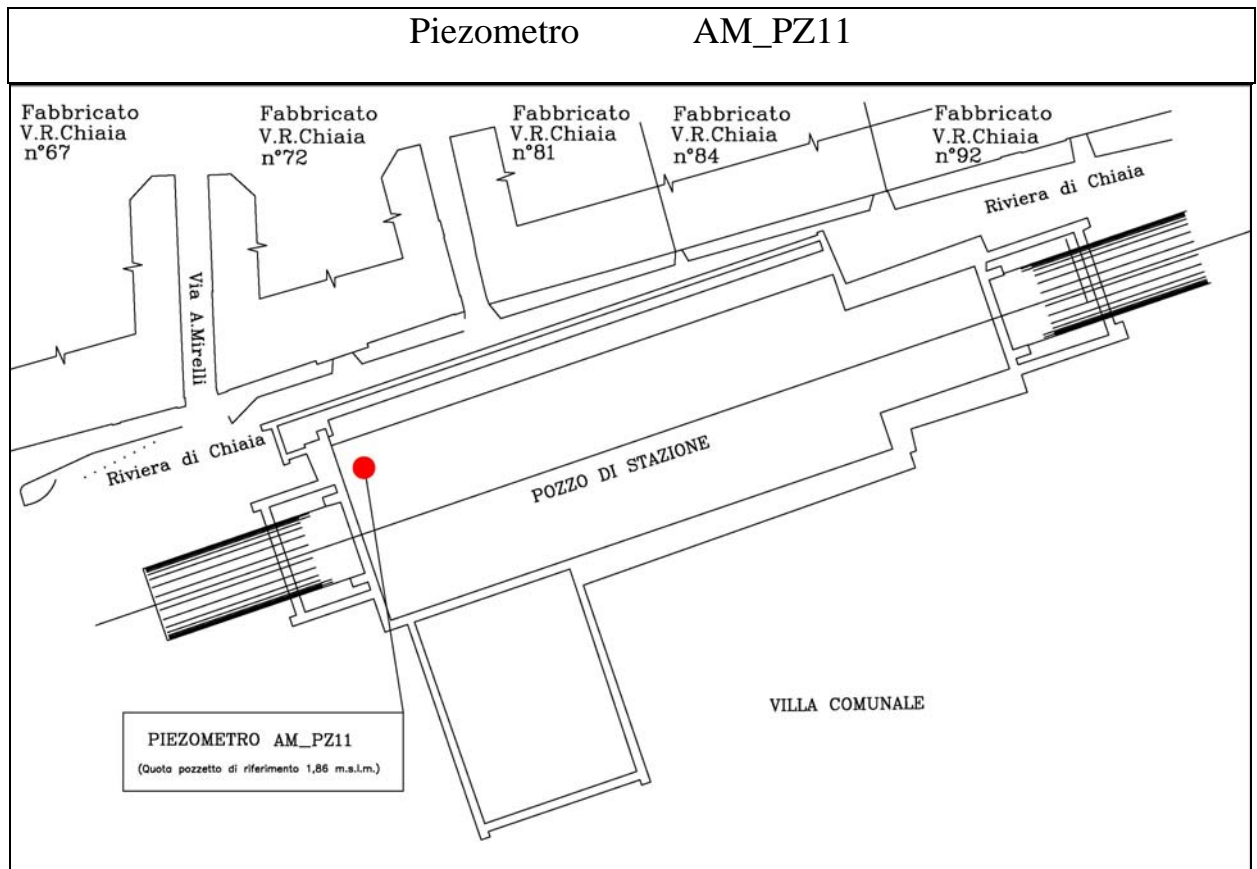 Piezometro AM_PZ11
Fabbricato
V.R.Chiaia
n°67
Fabbricato
V.R.Chiaia
n°72
Fabbricato
V.R.Chiaia
n°81
Fabbricato
V.R.Chiaia
n°84
Fabbricato
V.R.Chiaia
n°92
Riviera di Chiaia
Via A.Mirelli
Riviera di Chiaia
POZZO DI STAZIONE
VILLA COMUNALE
PIEZOMETRO AM_PZ11
(Quota pozzetto di riferimento 1,86 m.s.l.m.)